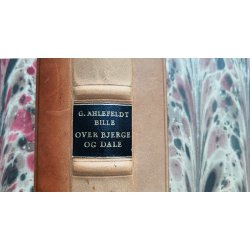 G. AHLEFELDT
BILLE
OVER BJERGE
OG DALE